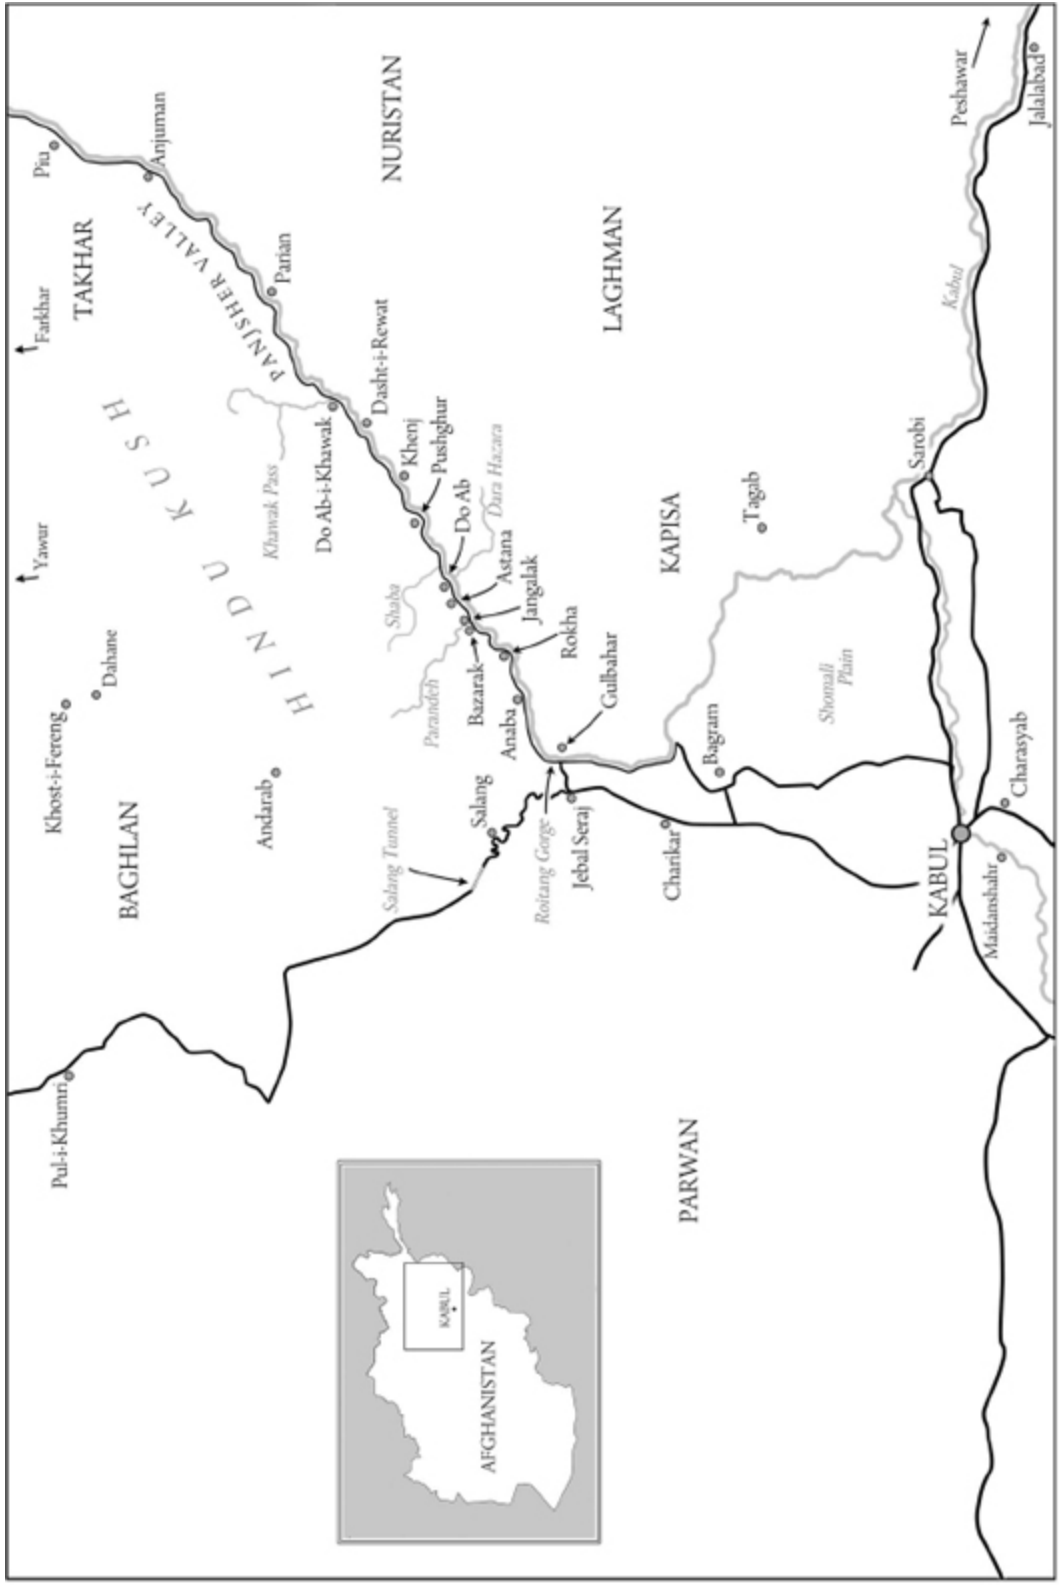 Farkhar
Yawur
Piu
TAKHAR
Khost-i-Fereng
Dahane
Pul-i-Khumri
BAGHLAN
Anjuman
PANJSHER VALLEY
HINDU KUSH
Andarab
Parian
Khawak Pass
Do Ab-i-Khawak
NURISTAN
Dasht-i-Rewat
Khenj
Pushghur
Shaba
Do Ab
Dara Hazara
Parandeh
Astana
Jangalak
Bazarak
Rokha
Anaba
Salang
Salang Tunnel
Gulbahar
Roitang Gorge
Jebal Seraj
LAGHMAN
KAPISA
Charikar
Bagram
Tagab
PARWAN
Shomali
Plain
Sarobi
Kabul
Peshawar
Jalalabad
KABUL
Maidanshahr
Charasyab
AFGHANISTAN
KABUL